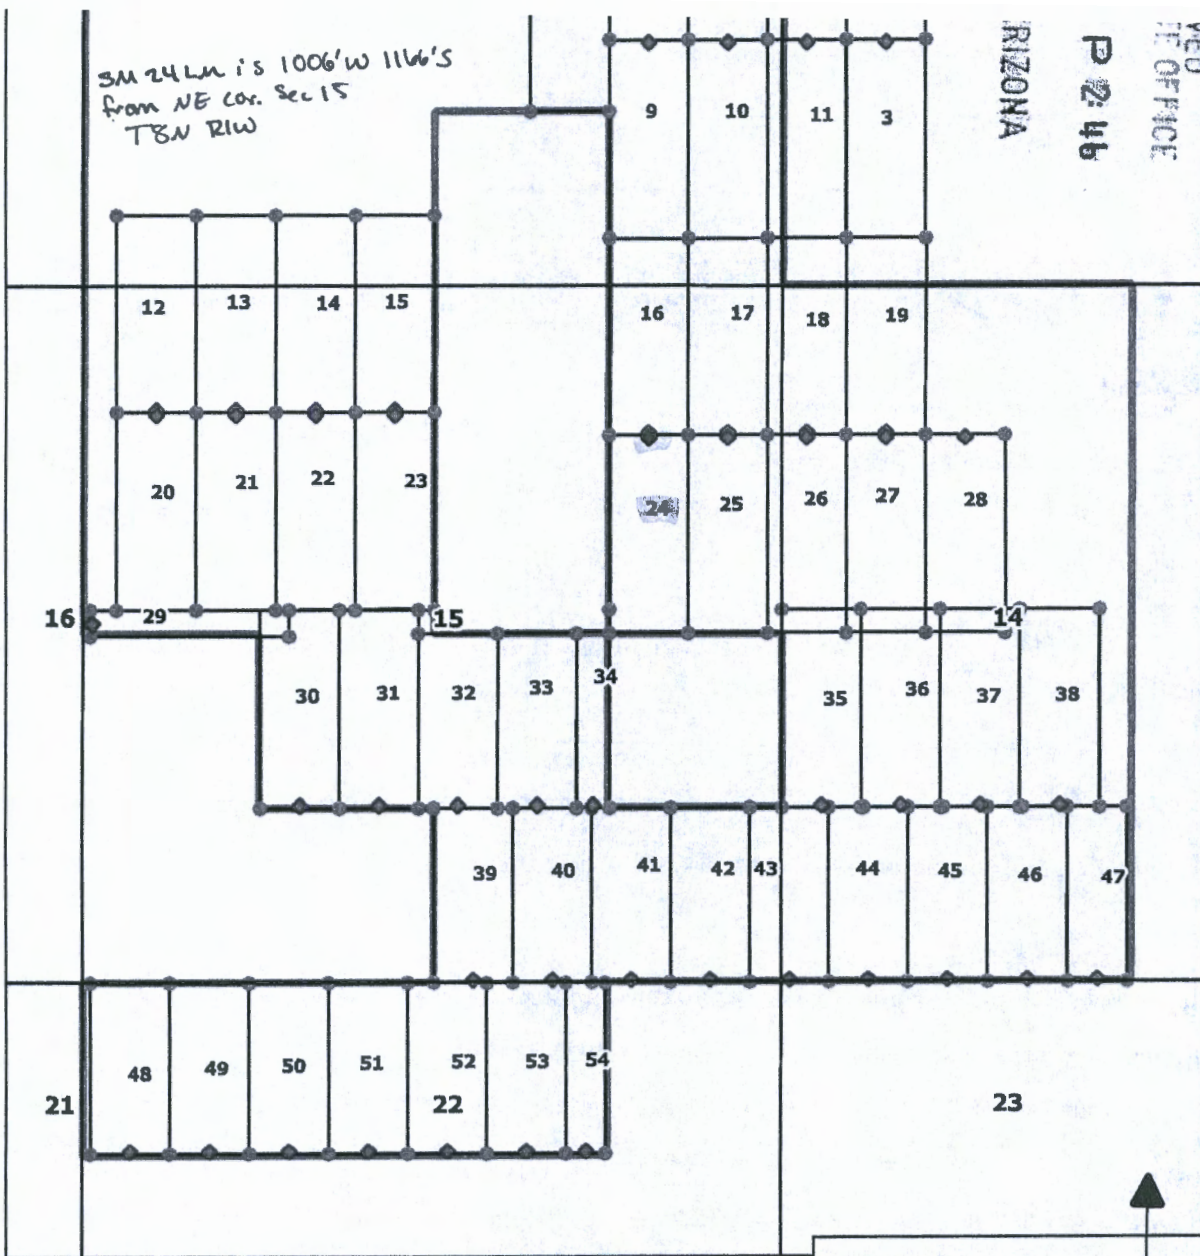 SM 24 LM is 1006'W 1166'S
from NE cor. Sec 15
T8N R1W
RIZONA
P 2:46
OFFICE
9 10 11 3
12 13 14 15
16 17 18 19
20 21 22 23
24 25 26 27 28
16 29 15 14
30 31 32 33 34 35 36 37 38
39 40 41 42 43 44 45 46 47
48 49 50 51 52 53 54
21 22 23